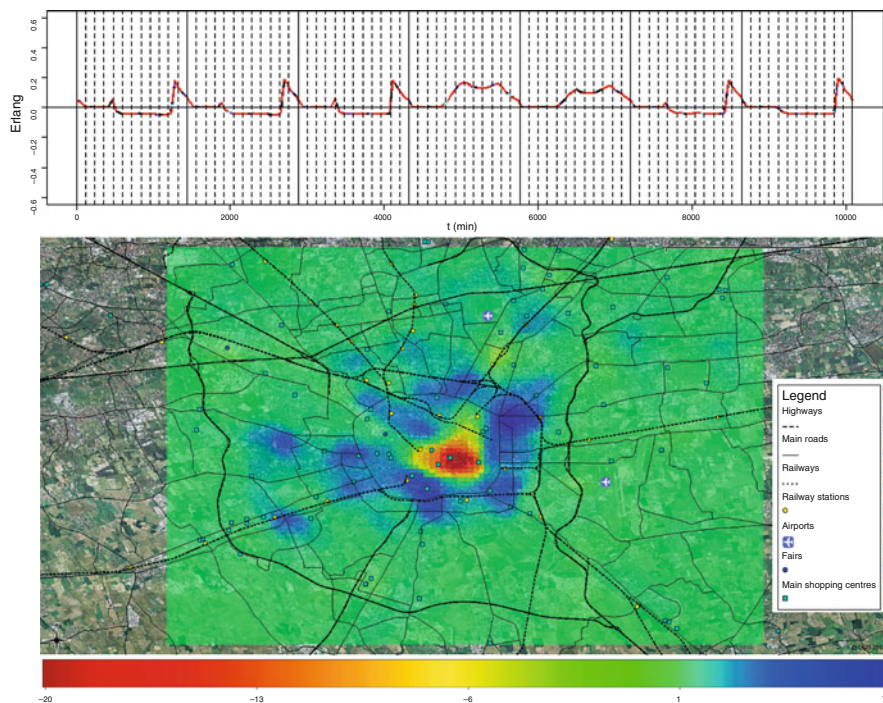 0.6
0.4
0.2
0.0
−0.2
−0.4
−0.6
Erlang
0 2000 4000 6000 8000 10000
t (min)
Legend
Highways
Main roads
Railways
Railway stations
Airports
Fairs
Main shopping centres
−20 −13 −6 1